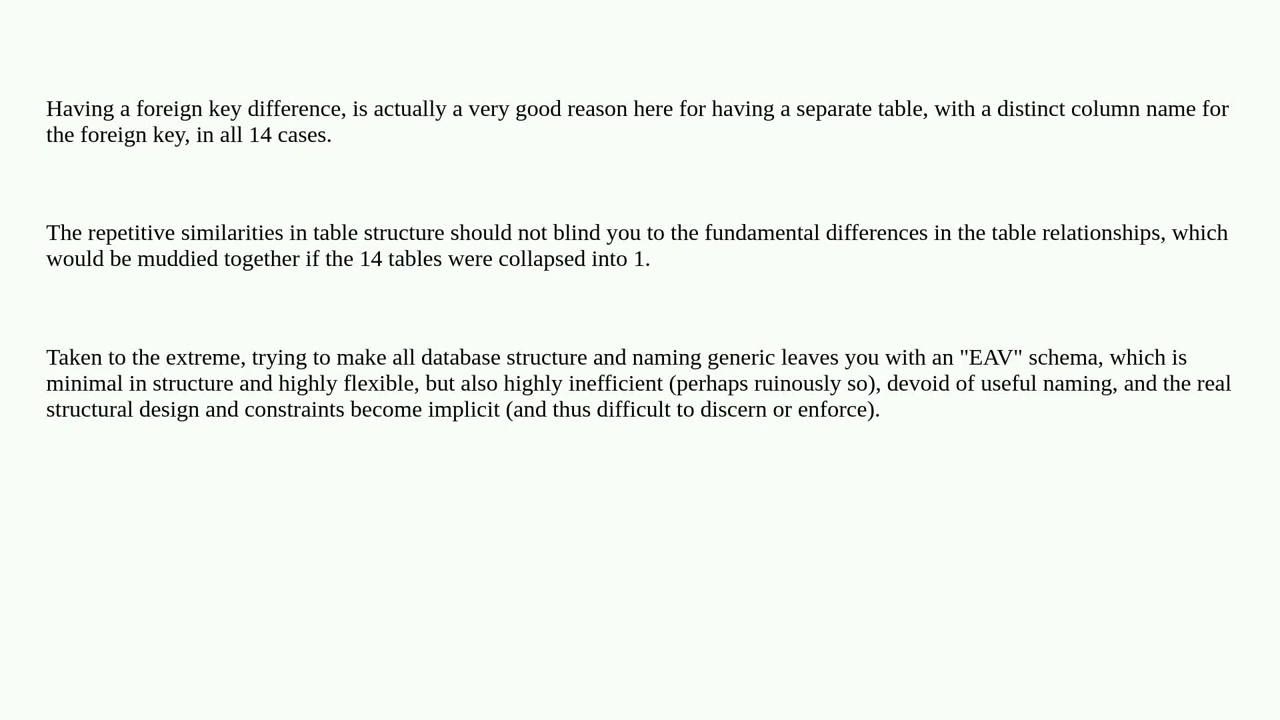 Having a foreign key difference, is actually a very good reason here for having a separate table, with a distinct column name for
the foreign key, in all 14 cases.
The repetitive similarities in table structure should not blind you to the fundamental differences in the table relationships, which
would be muddied together if the 14 tables were collapsed into 1.
Taken to the extreme, trying to make all database structure and naming generic leaves you with an "EAV" schema, which is
minimal in structure and highly flexible, but also highly inefficient (perhaps ruinously so), devoid of useful naming, and the real
structural design and constraints become implicit (and thus difficult to discern or enforce).